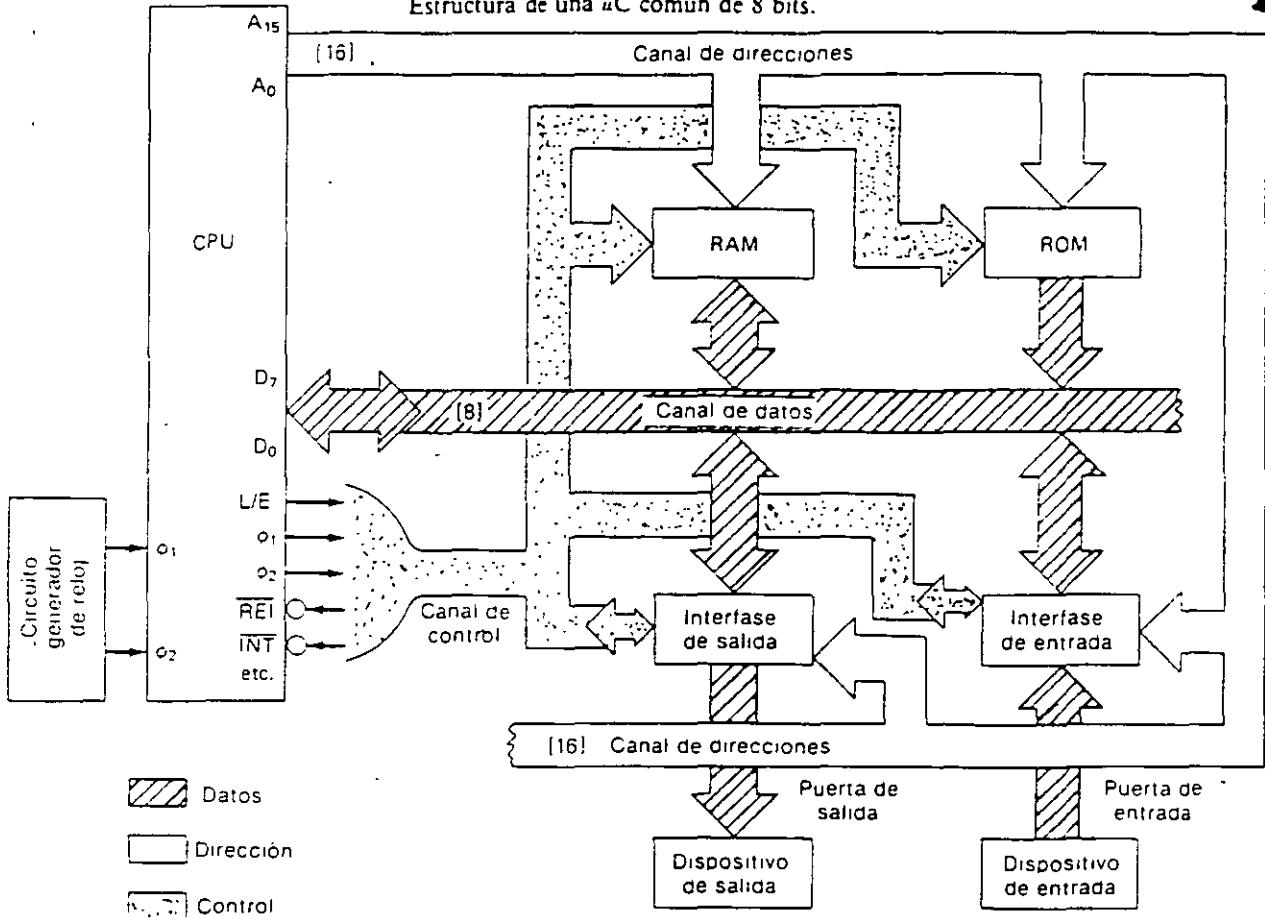 Estructura de una µC común de 8 bits.
A15
[16]
Canal de direcciones
A0
CPU
RAM
ROM
D7
[8]
Canal de datos
D0
L/E
φ1
φ2
REI
INT
etc.
Canal de
control
Circuito
generador
de reloj
φ1
φ2
Interfase
de salida
Interfase
de entrada
[16] Canal de direcciones
Puerta de
salida
Puerta de
entrada
Dispositivo
de salida
Dispositivo
de entrada
Datos
Dirección
Control